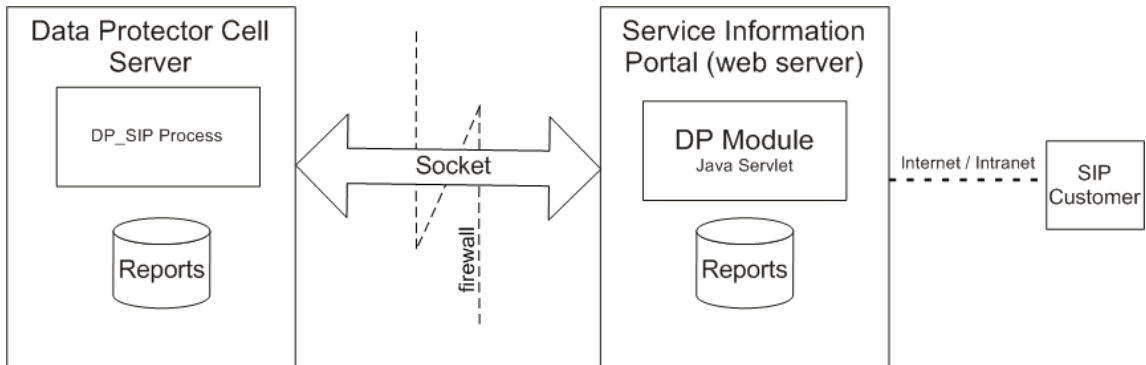 Data Protector Cell
Server
DP_SIP Process
Reports
Socket
firewall
Service Information
Portal (web server)
DP Module
Java Servlet
Reports
Internet / Intranet
SIP
Customer